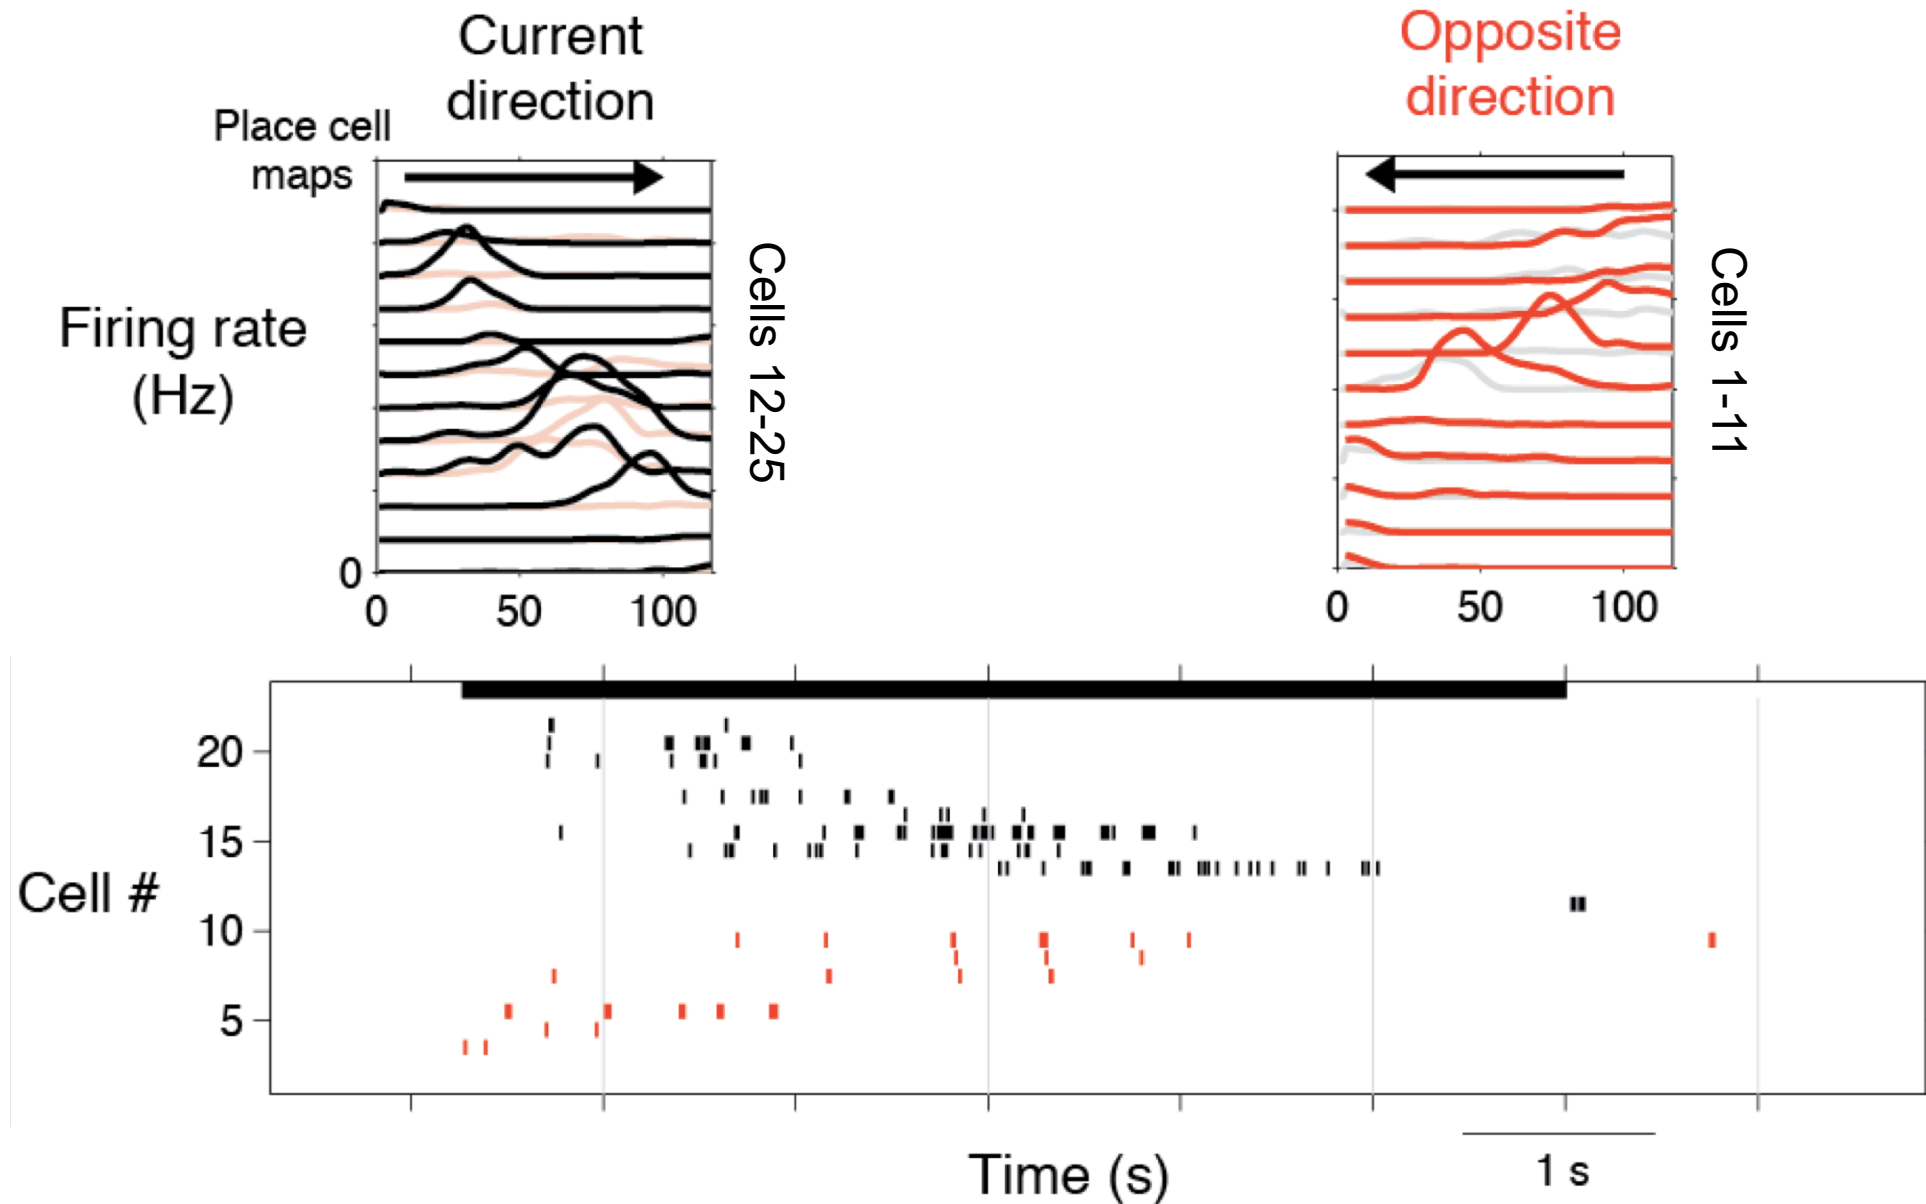 Current
direction
Opposite
direction
Place cell
maps
Firing rate
(Hz)
Cells 12-25
Cells 1-11
0
0
50
100
0
50
100
20
15
10
5
Cell #
Time (s)
1 s